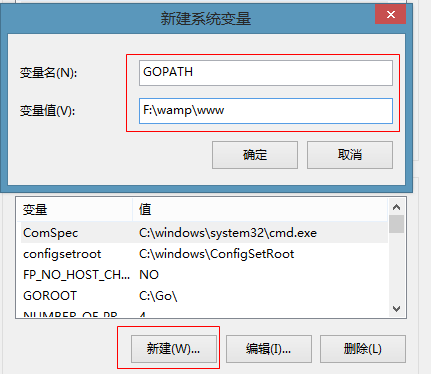 新建系统变量
变量名(N): GOPATH
变量值(V): F:\wamp\www
确定 取消
变量 值
ComSpec C:\windows\system32\cmd.exe
configsetroot C:\windows\ConfigSetRoot
FP_NO_HOST_CH... NO
GOROOT C:\Go\
NUMBER_OF_PR... 4
新建(W)... 编辑(I)... 删除(L)